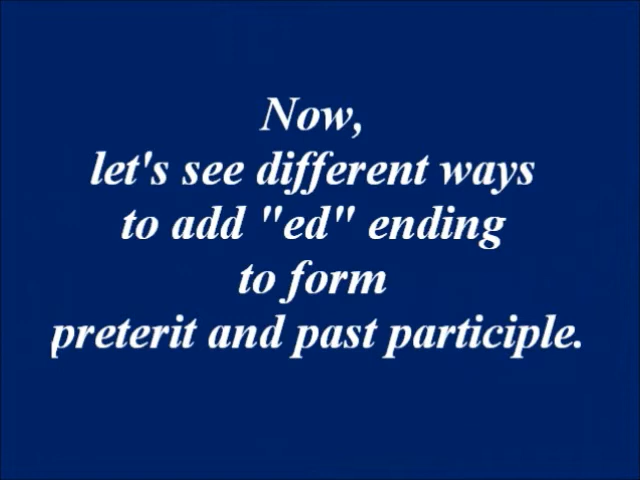 Now,
let's see different ways
to add "ed" ending
to form
preterit and past participle.